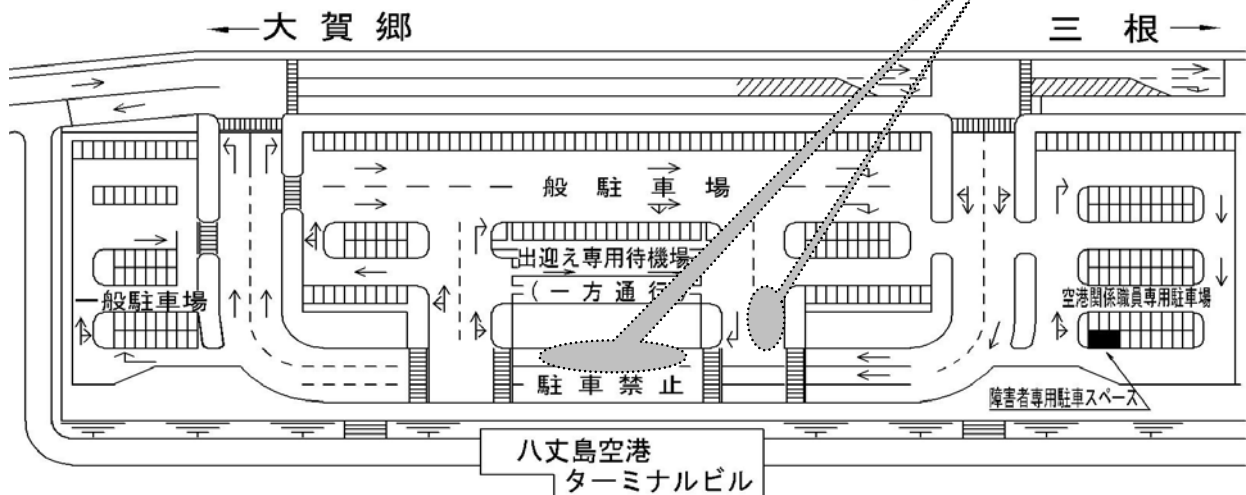 ←大賀郷
三根→
一般駐車場
出迎え専用待機場
(一方通行)
一般駐車場
空港関係職員専用駐車場
駐車禁止
障害者専用駐車スペース
八丈島空港
ターミナルビル